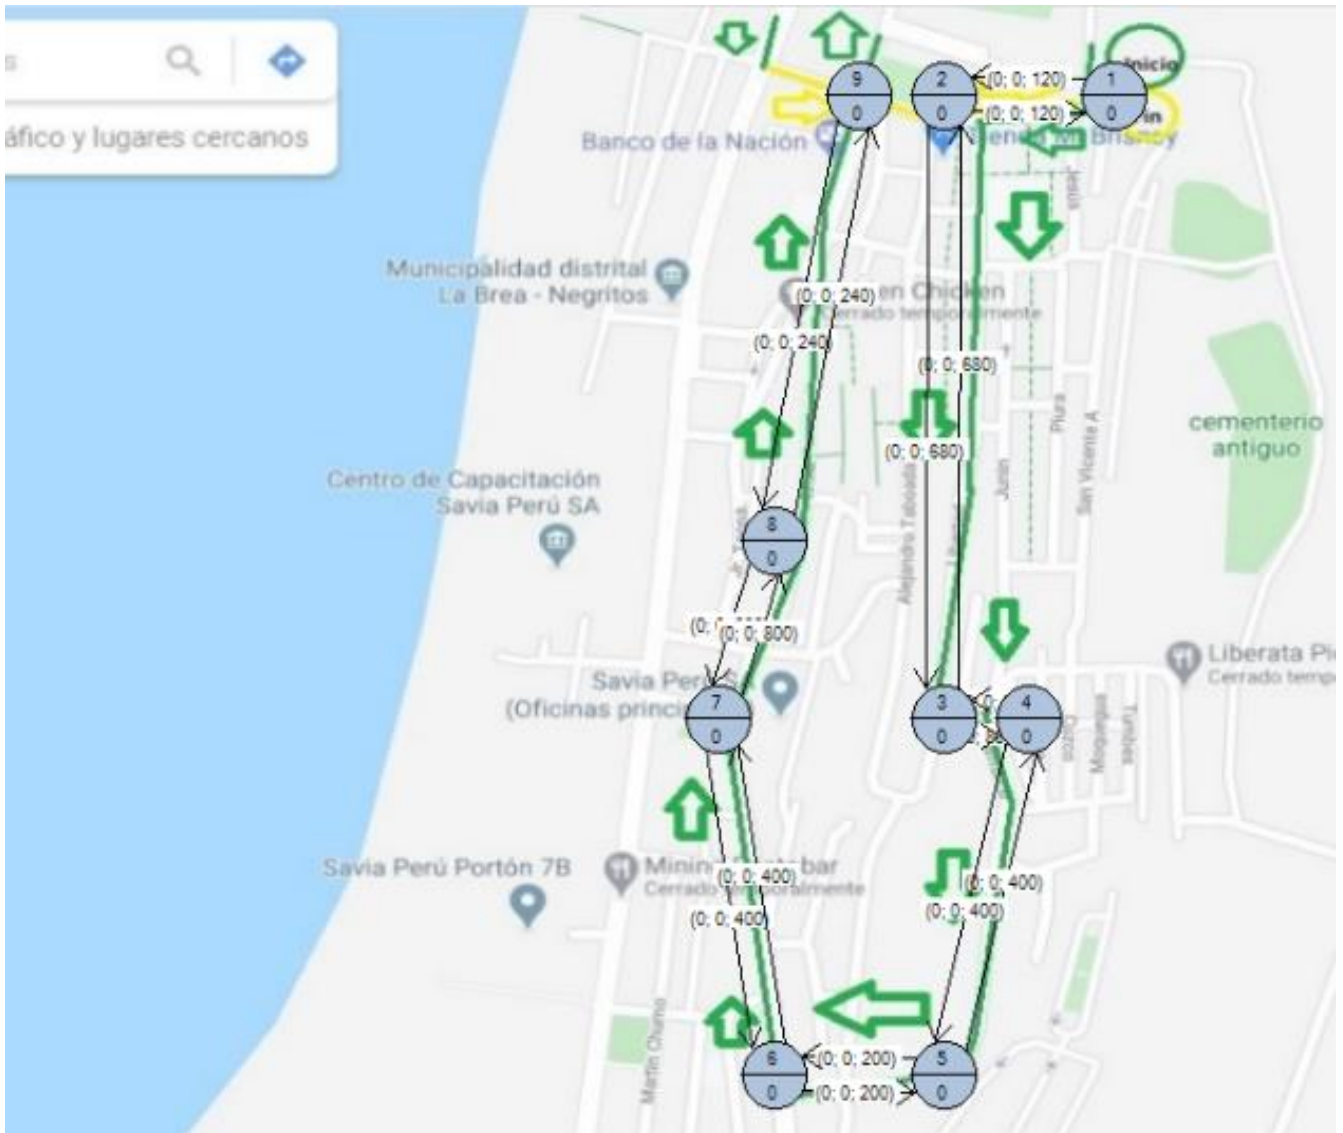 s
áfico y lugares cercanos
Inicio
9
0
2
0
(0; 0; 120)
(0; 0; 120)
1
0
Banco de la Nación
Jesús
Municipalidad distrital
La Brea - Negritos
(0; 0; 240)
en Chicken
Cerrado temporalmente
(0; 0; 240)
(0; 0; 680)
(0; 0; 680)
Piura
San Vicente A
Junin
cementerio
antiguo
Centro de Capacitación
Savia Perú SA
8
0
Alejandro Taboada
(0; 0; 800)
Savia Perú S
(Oficinas princi
7
0
3
0
4
0
Liberata Pi
Cerrado temp
Cuzco
Moquegua
Tumbes
Savia Perú Portón 7B
Cerrado temporalmente
(0; 0; 400)
(0; 0; 400)
(0; 0; 400)
(0; 0; 400)
Martin Chumo
6
0
(0; 0; 200)
(0; 0; 200)
5
0